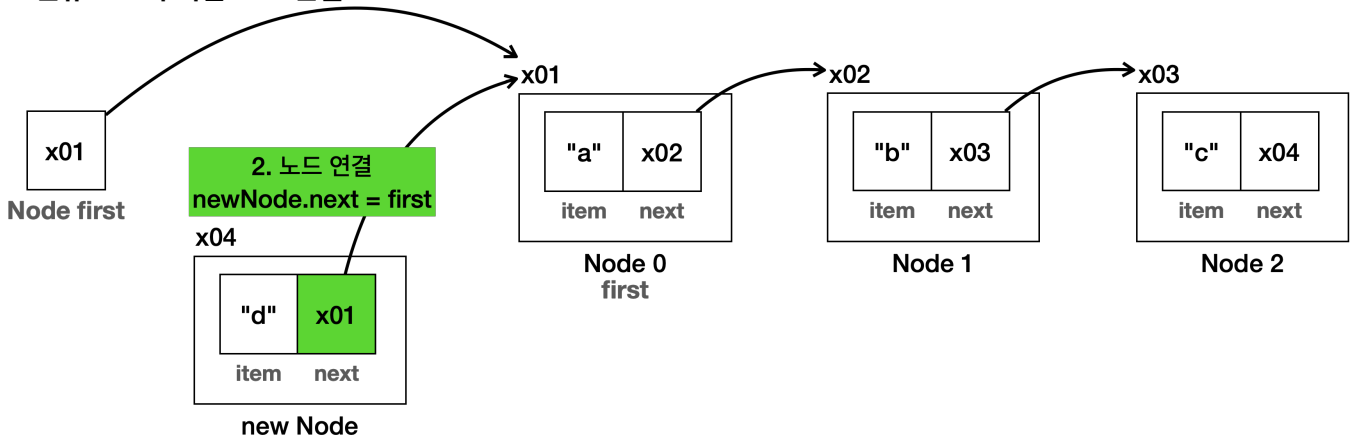 x01
Node first
2. 노드 연결
newNode.next = first
x04
"d" x01
item next
new Node
x01
"a" x02
item next
Node 0
first
x02
"b" x03
item next
Node 1
x03
"c" x04
item next
Node 2